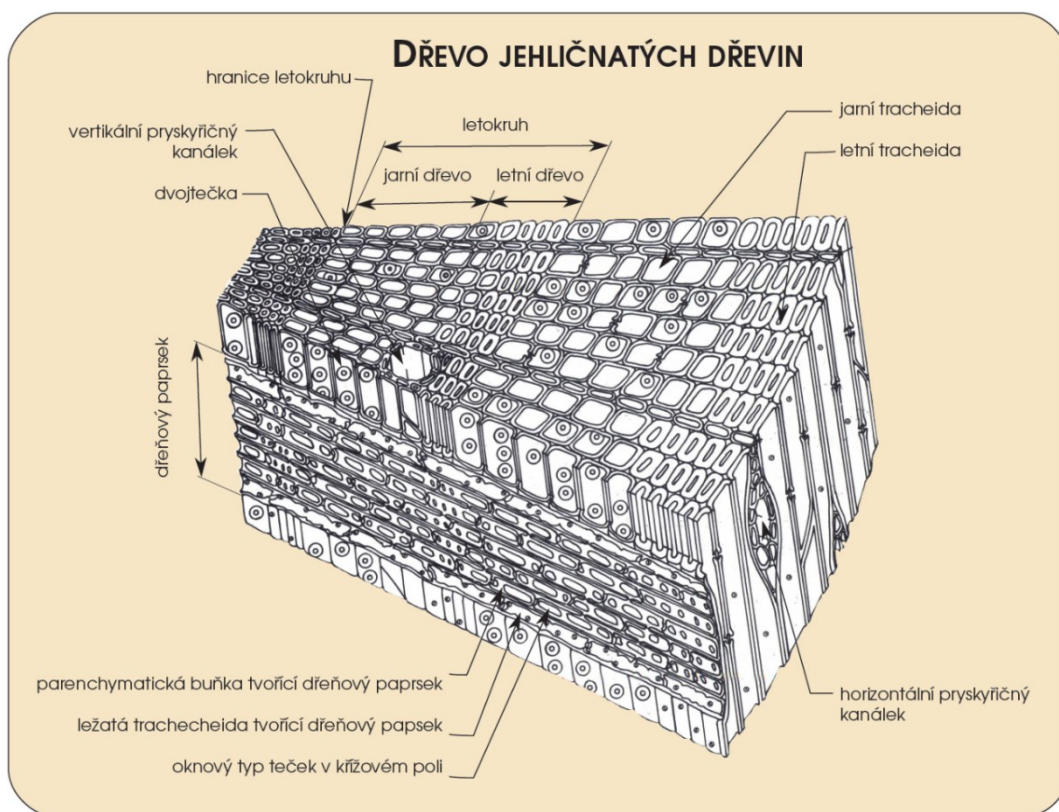 DŘEVO JEHLIČNATÝCH DŘEVIN
hranice letokruhu
vertikální pryskyřičný
kanálek
dvojtečka
letokruh
jarní dřevo
letní dřevo
jarní tracheida
letní tracheida
dřeňový paprsek
parenchymatická buňka tvořící dřeňový paprsek
ležatá trachecheida tvořící dřeňový papsek
oknový typ teček v křížovém poli
horizontální pryskyřičný
kanálek